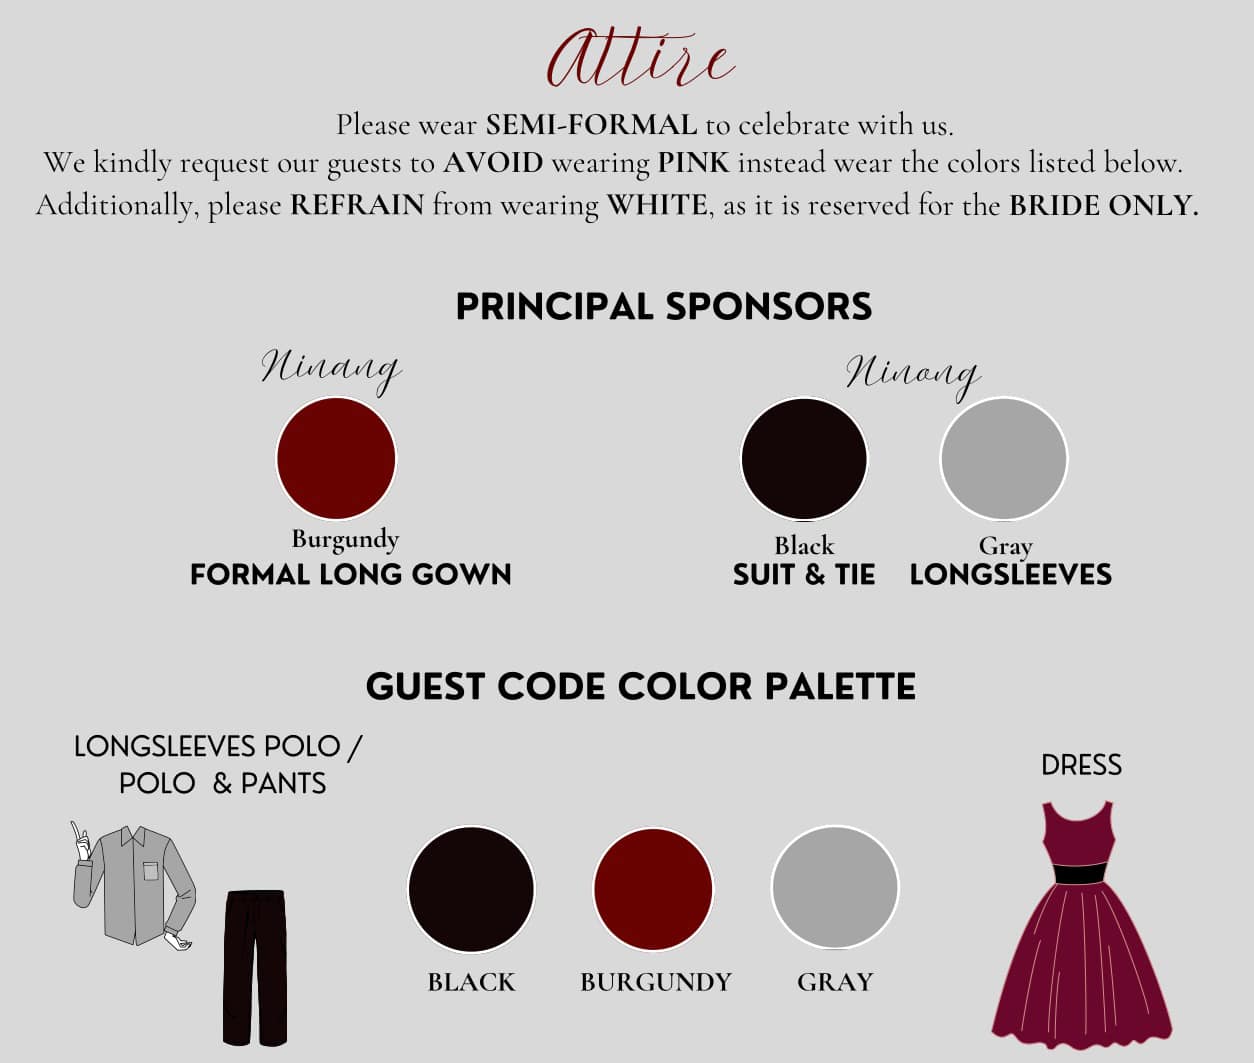 Attire
Please wear SEMI-FORMAL to celebrate with us.
We kindly request our guests to AVOID wearing PINK instead wear the colors listed below.
Additionally, please REFRAIN from wearing WHITE, as it is reserved for the BRIDE ONLY.
PRINCIPAL SPONSORS
Ninang
Burgundy
FORMAL LONG GOWN
Ninong
Black
SUIT & TIE
Gray
LONGSLEEVES
GUEST CODE COLOR PALETTE
LONGSLEEVES POLO /
POLO & PANTS
BLACK
BURGUNDY
GRAY
DRESS